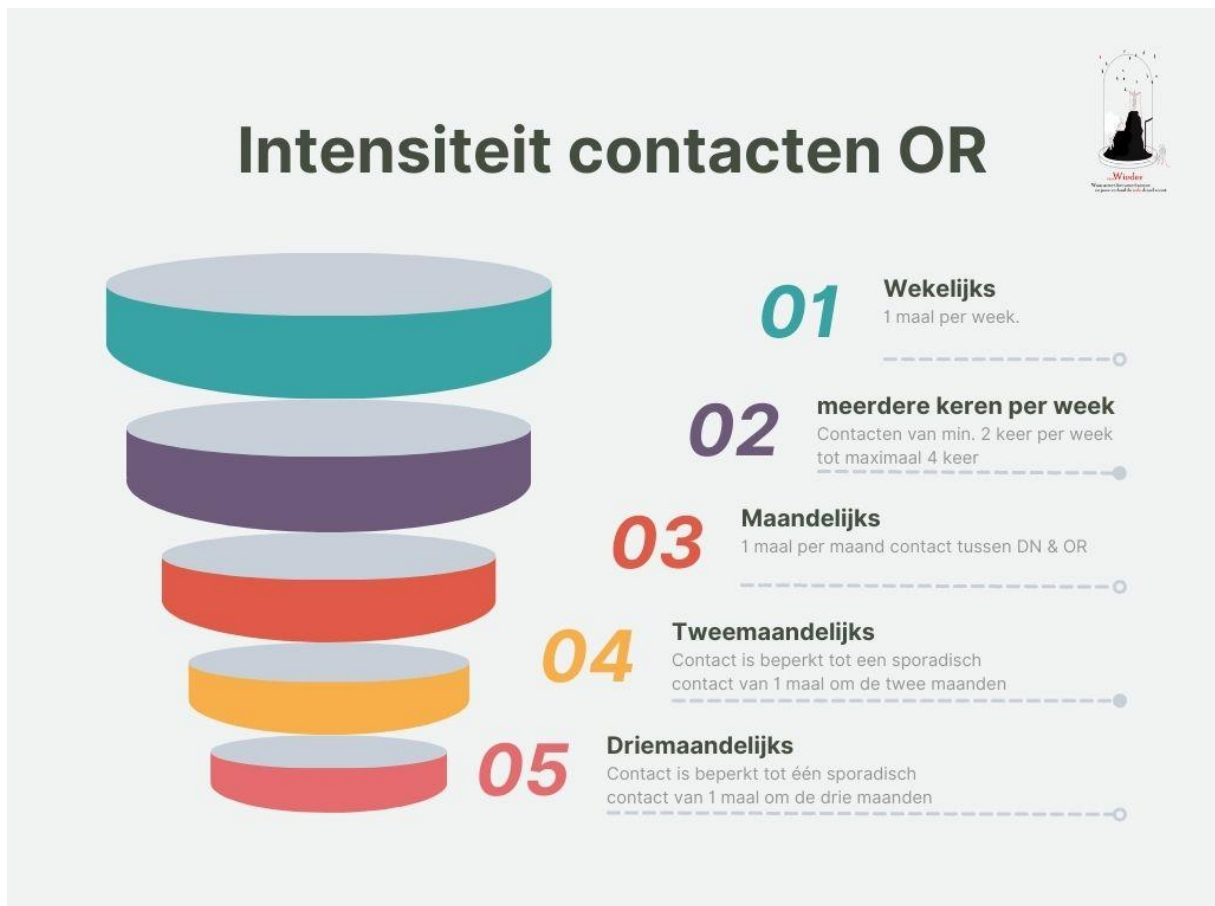 Intensiteit contacten OR
Winder
01
Wekelijks
1 maal per week.
02
meerdere keren per week
Contacten van min. 2 keer per week
tot maximaal 4 keer
03
Maandelijks
1 maal per maand contact tussen DN & OR
04
Tweemaandelijks
Contact is beperkt tot een sporadisch
contact van 1 maal om de twee maanden
05
Driemaandelijks
Contact is beperkt tot één sporadisch
contact van 1 maal om de drie maanden